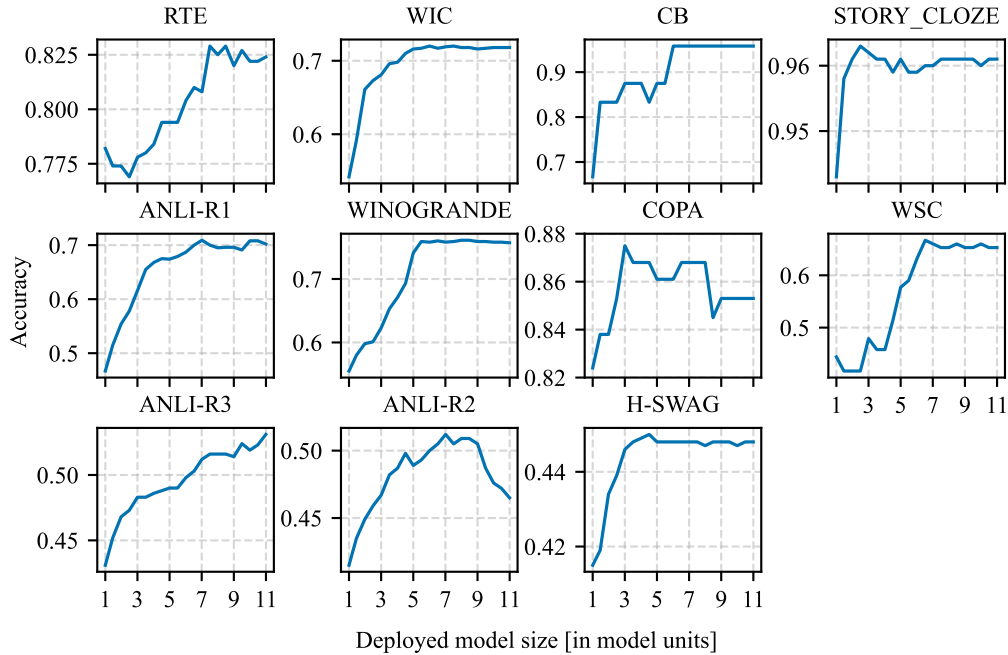 RTE
WIC
CB
STORY_CLOZE
0.825
0.800
0.775
0.7
0.6
0.9
0.8
0.7
0.96
0.95
ANLI-R1
WINOGRANDE
COPA
WSC
Accuracy
0.7
0.6
0.5
0.7
0.6
0.88
0.86
0.84
0.82
0.6
0.5
1 3 5 7 9 11
ANLI-R3
ANLI-R2
H-SWAG
0.50
0.45
0.50
0.45
0.44
0.42
1 3 5 7 9 11
1 3 5 7 9 11
1 3 5 7 9 11
Deployed model size [in model units]